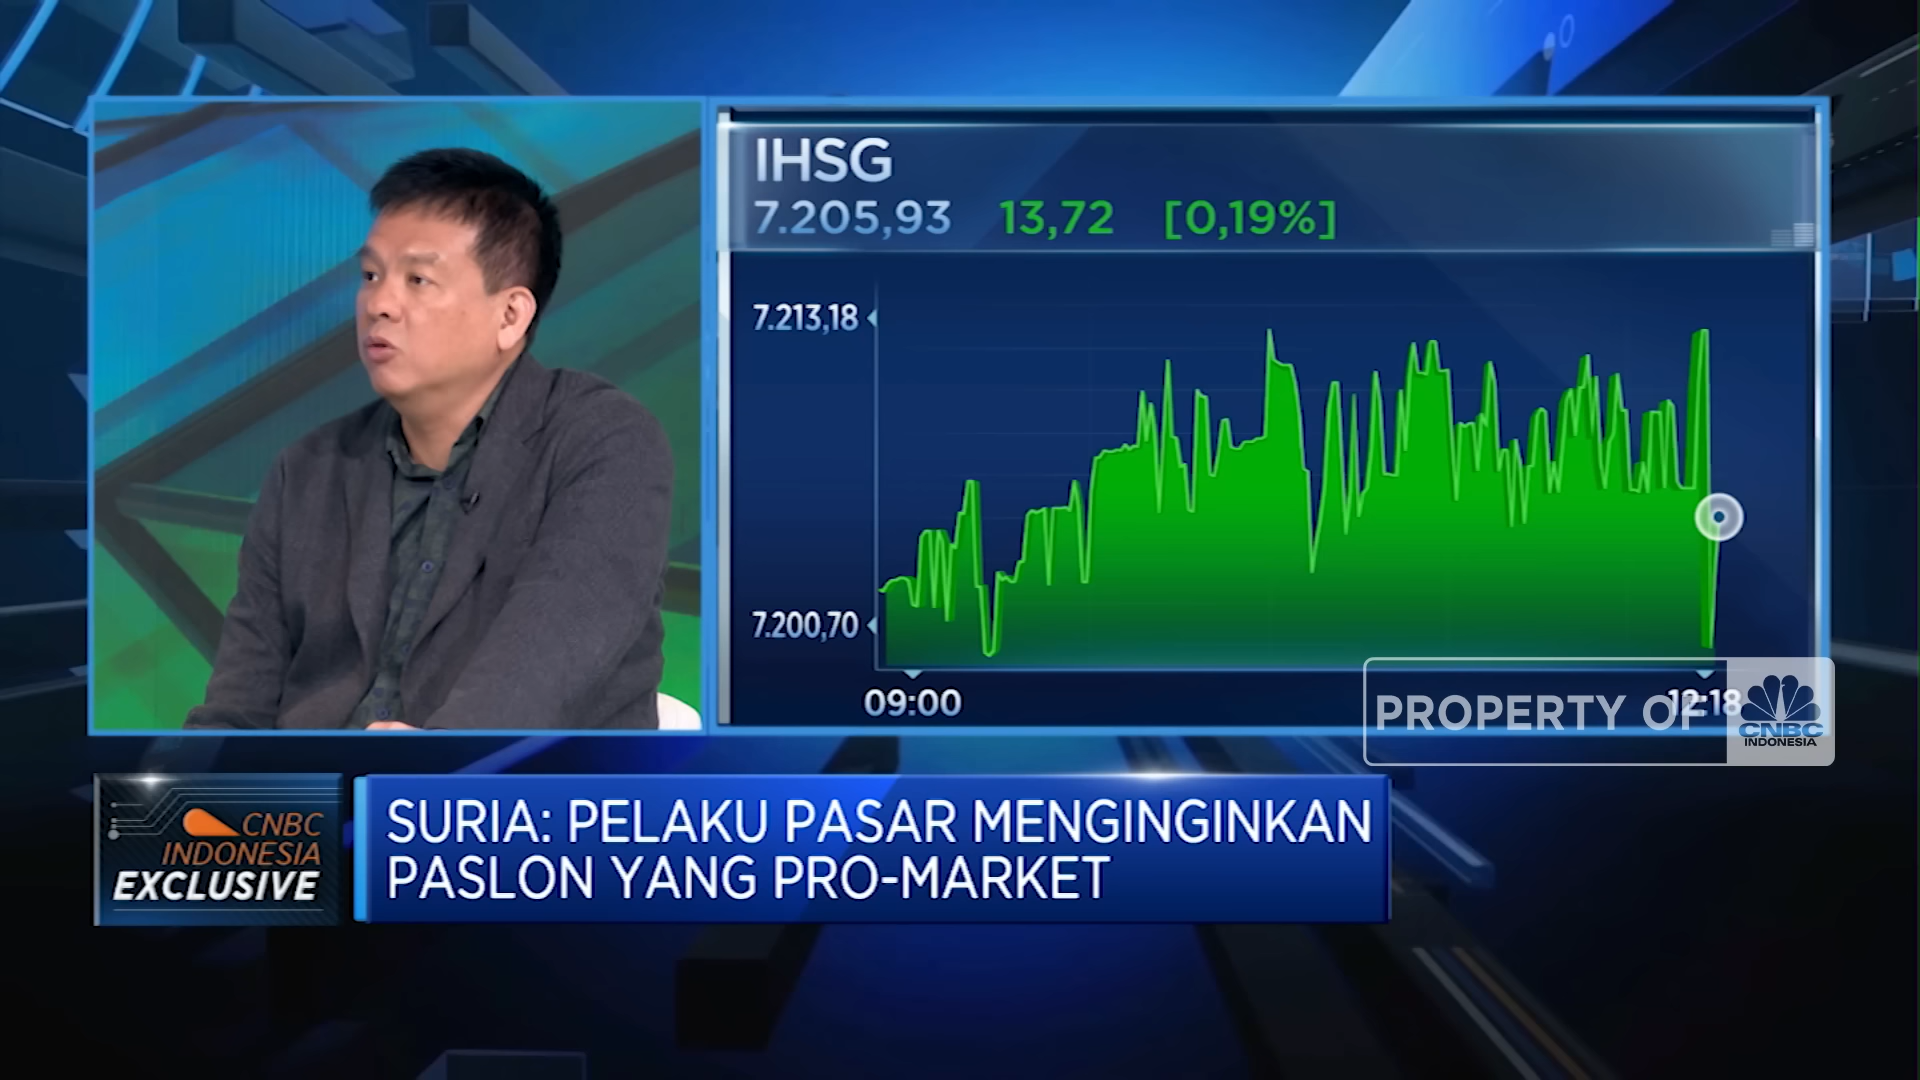 IHSG
7.205,93 13,72 [0,19%]
7.213,18
7.200,70
09:00 12:18
PROPERTY OF CNBC INDONESIA
CNBC
INDONESIA
EXCLUSIVE
SURIA: PELAKU PASAR MENGINGINKAN
PASLON YANG PRO-MARKET